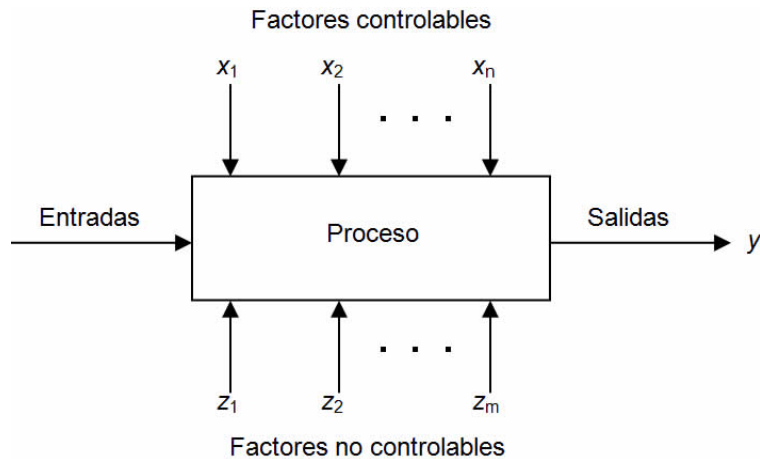 Factores controlables
x1 x2 xn
. . .
Entradas Proceso Salidas y
. . .
z1 z2 zm
Factores no controlables